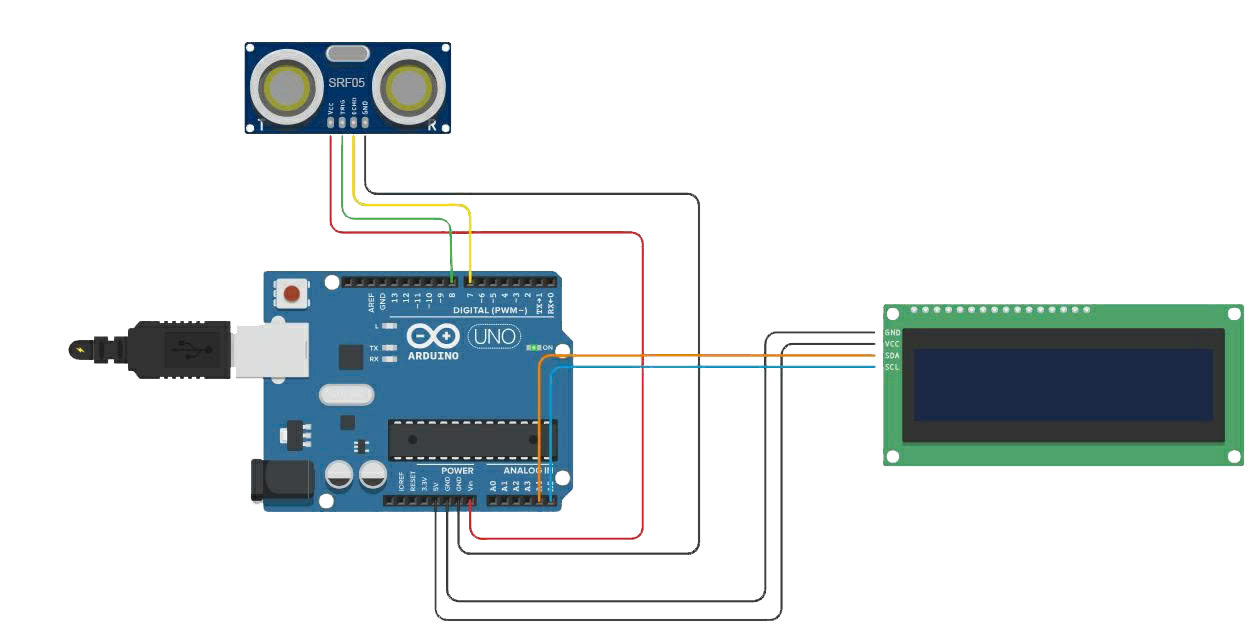 SRF05
VCC
TRIG
ECHO
GND
T
R
AREF
GND
13
12
~11
~10
~9
8
7
~6
~5
4
~3
2
TX→1
RX←0
DIGITAL (PWM~)
L
TX
RX
ARDUINO
UNO
ON
GND
VCC
SDA
SCL
POWER
ANALOG IN
IOREF
RESET
3.3V
5V
GND
GND
Vin
A0
A1
A2
A3